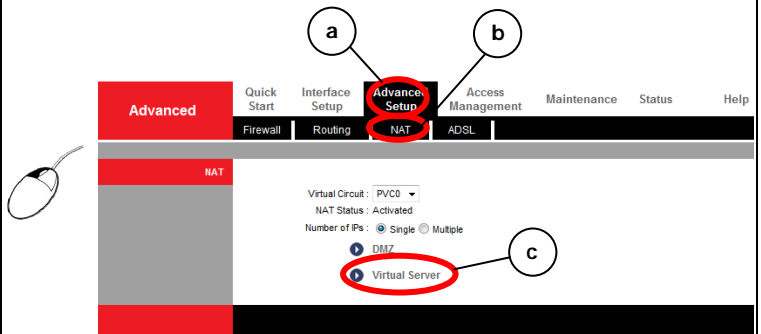 a
b
Advanced
Quick Start
Interface Setup
Advanced Setup
Access Management
Maintenance
Status
Help
Firewall
Routing
NAT
ADSL
NAT
Virtual Circuit : PVC0
NAT Status : Activated
Number of IPs : Single Multiple
DMZ
c
Virtual Server